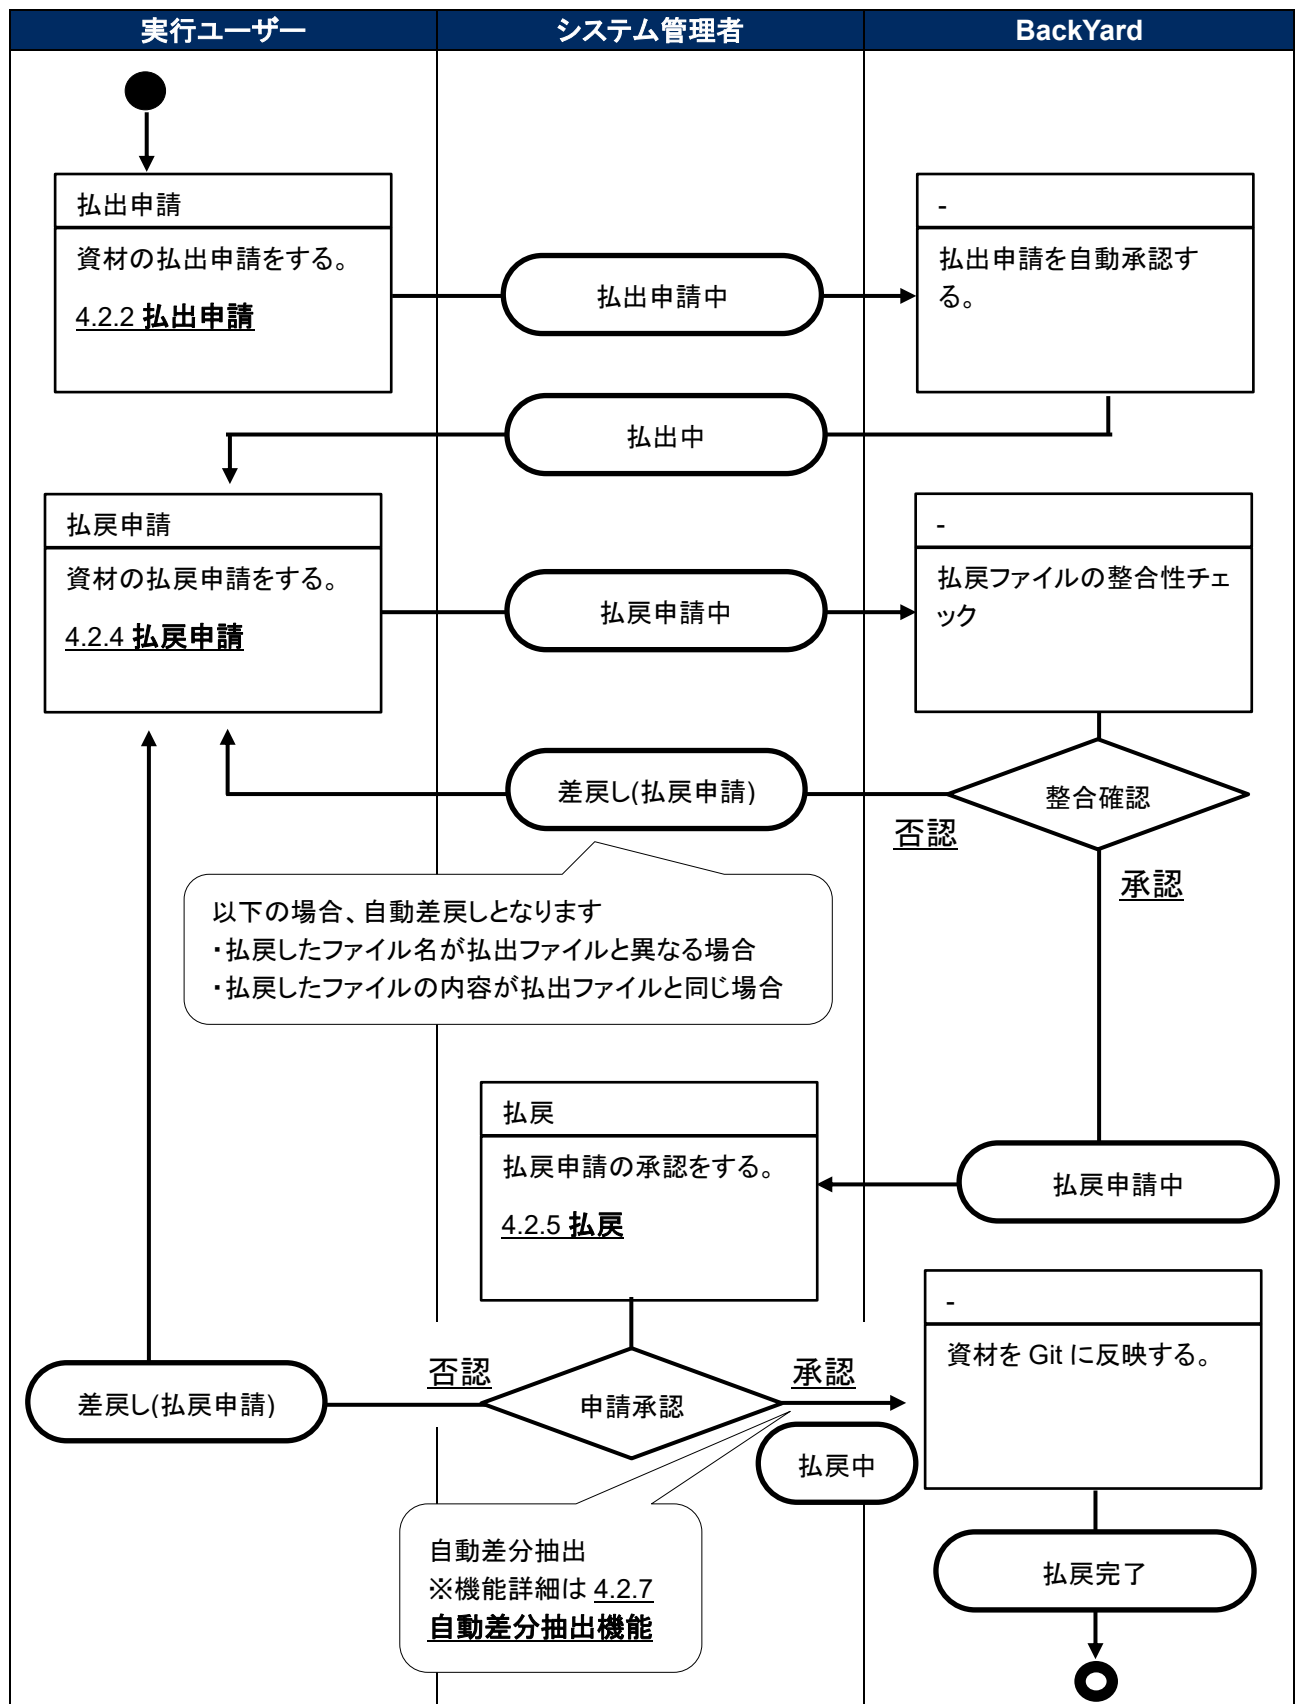 実行ユーザー
システム管理者
BackYard
払出申請
資材の払出申請をする。
4.2.2 払出申請
払出申請中
-
払出申請を自動承認す
る。
払出中
払戻申請
資材の払戻申請をする。
4.2.4 払戻申請
払戻申請中
-
払戻ファイルの整合性チェ
ック
差戻し(払戻申請)
整合確認
否認
承認
以下の場合、自動差戻しとなります
・払戻したファイル名が払出ファイルと異なる場合
・払戻したファイルの内容が払出ファイルと同じ場合
払戻
払戻申請の承認をする。
4.2.5 払戻
払戻申請中
-
資材を Git に反映する。
否認
承認
差戻し(払戻申請)
申請承認
払戻中
自動差分抽出
※機能詳細は 4.2.7
自動差分抽出機能
払戻完了